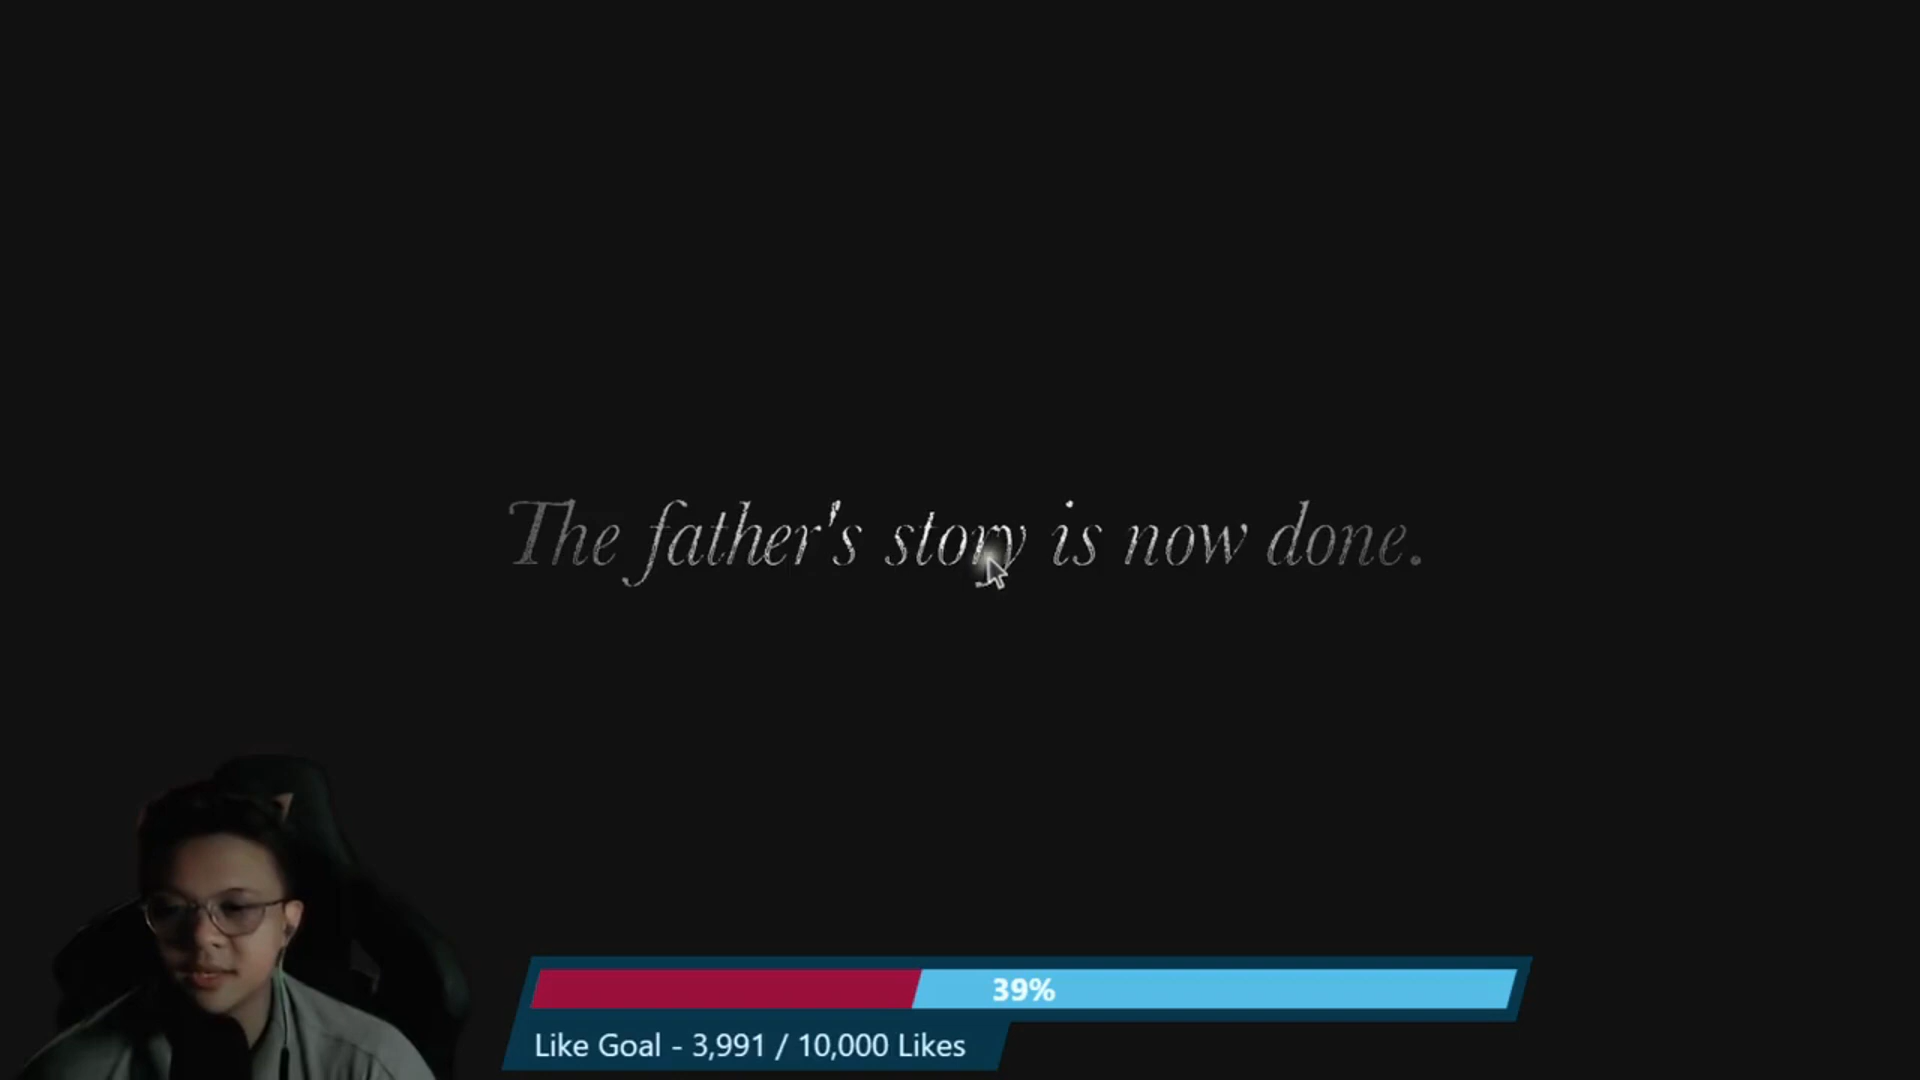 The father's story is now done.
39%
Like Goal - 3,991 / 10,000 Likes